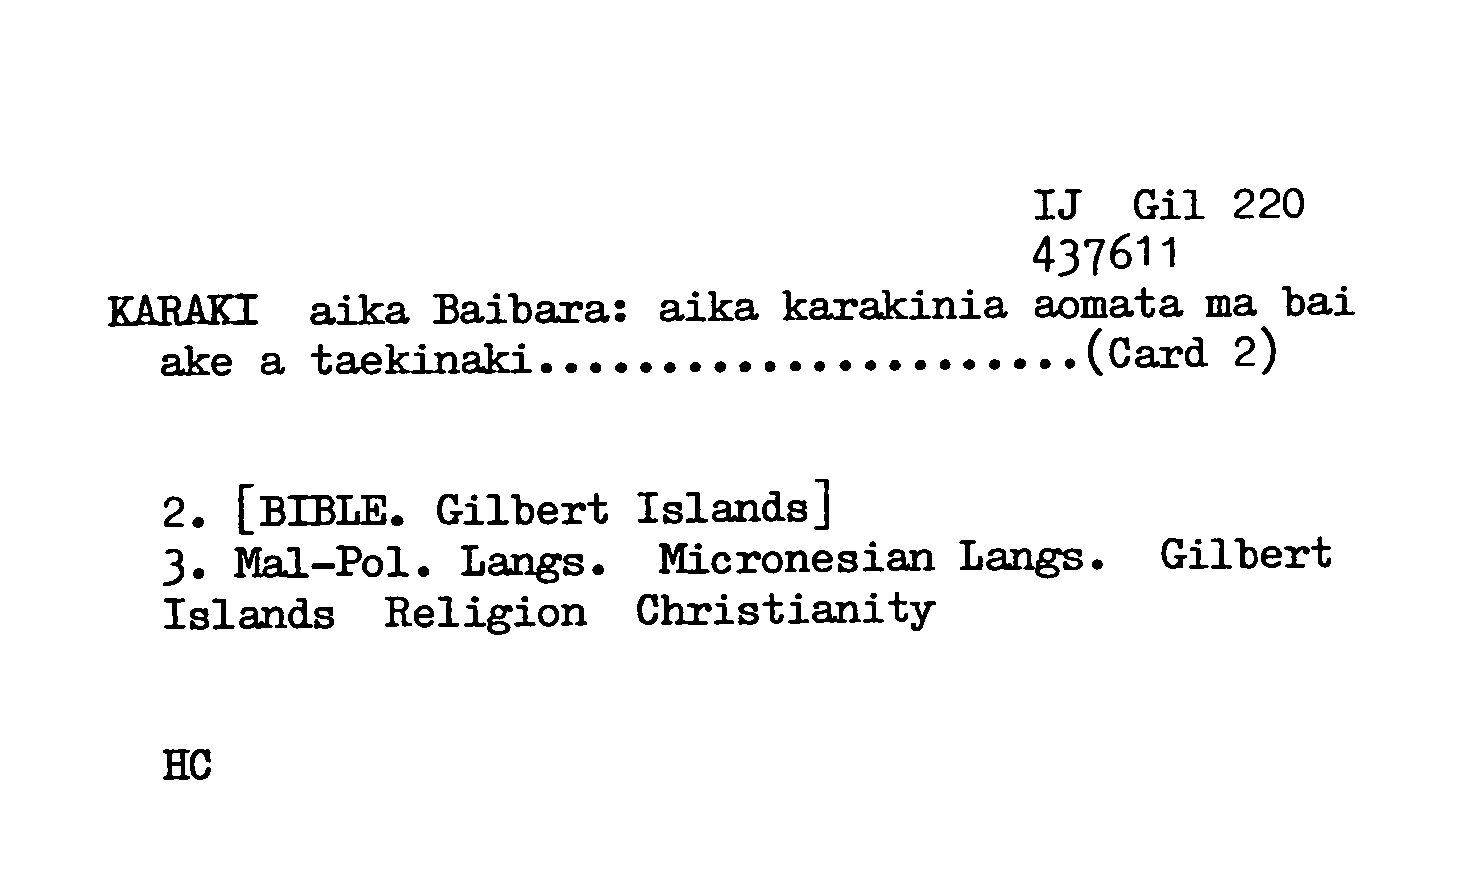 IJ  Gil 220
437611
KARAKI  aika Baibara: aika karakinia aomata ma bai
ake a taekinaki......................(Card 2)
2. [BIBLE. Gilbert Islands]
3. Mal-Pol. Langs.  Micronesian Langs.  Gilbert
Islands  Religion  Christianity
HC